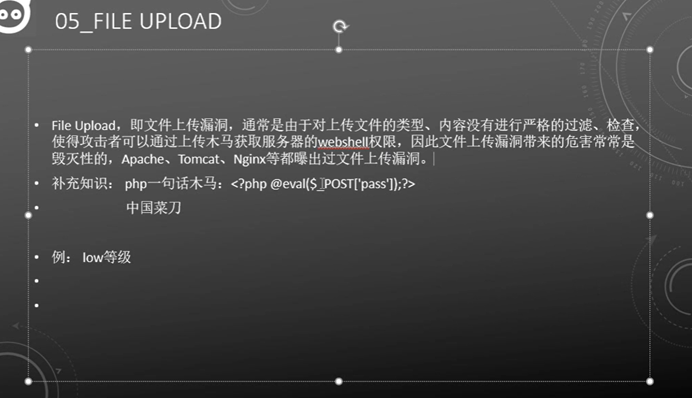 05_FILE UPLOAD
File Upload，即文件上传漏洞，通常是由于对上传文件的类型、内容没有进行严格的过滤、检查，
使得攻击者可以通过上传木马获取服务器的webshell权限，因此文件上传漏洞带来的危害常常是
毁灭性的，Apache、Tomcat、Nginx等都曝出过文件上传漏洞。
补充知识： php一句话木马：<?php @eval($_POST['pass']);?>
中国菜刀
例： low等级